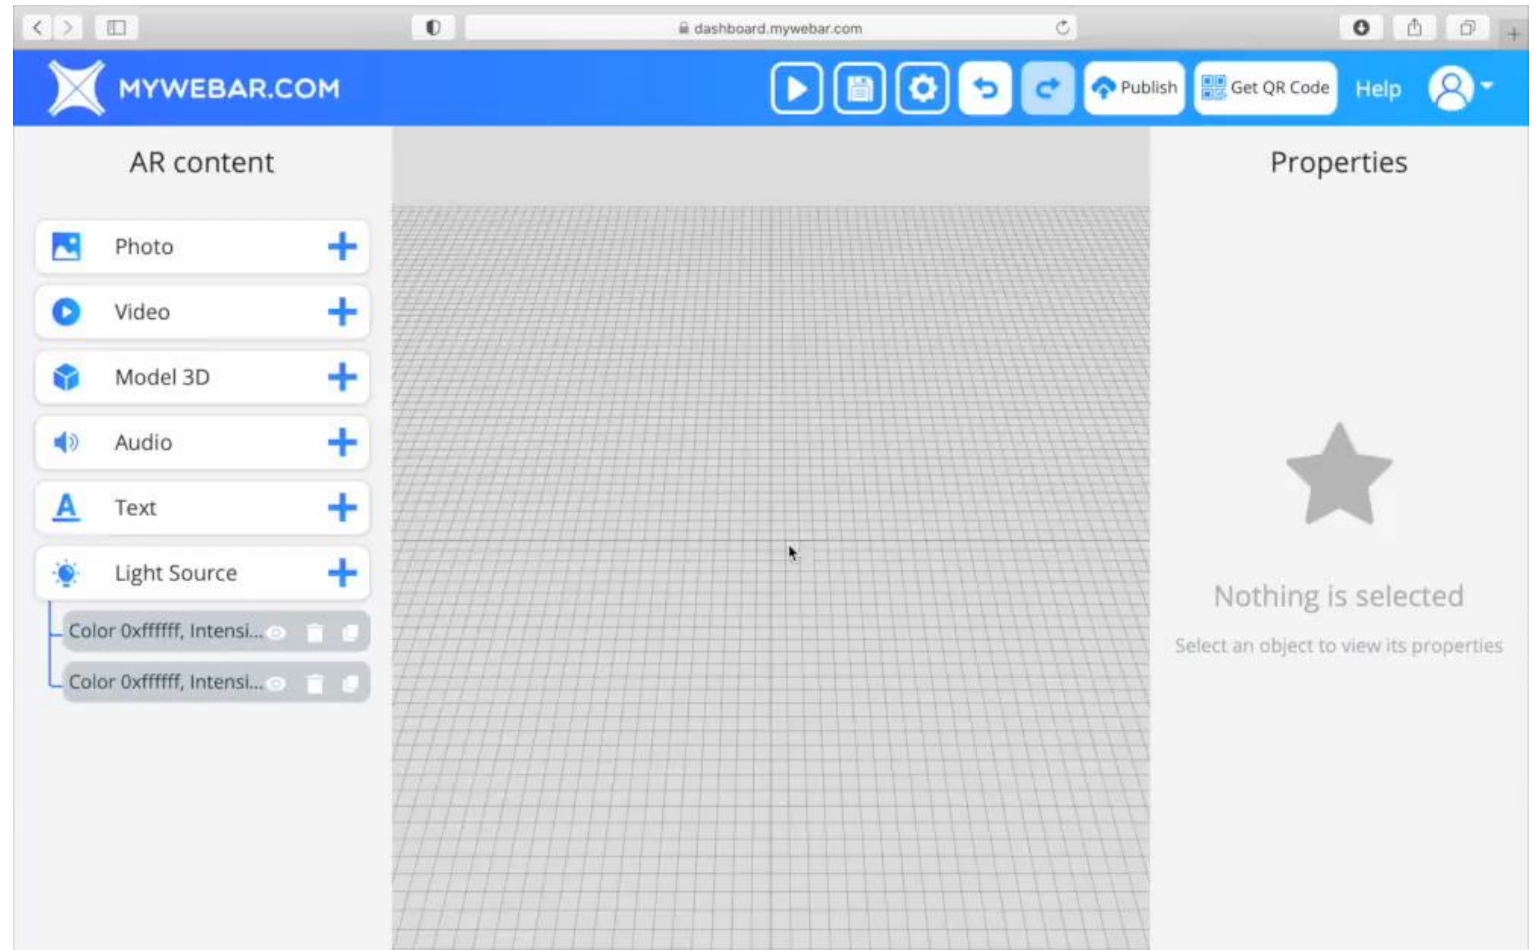 dashboard.mywebar.com
MYWEBAR.COM
Publish
Get QR Code
Help
AR content
Photo
Video
Model 3D
Audio
Text
Light Source
Color 0xffffff, Intensi...
Color 0xffffff, Intensi...
Properties
Nothing is selected
Select an object to view its properties